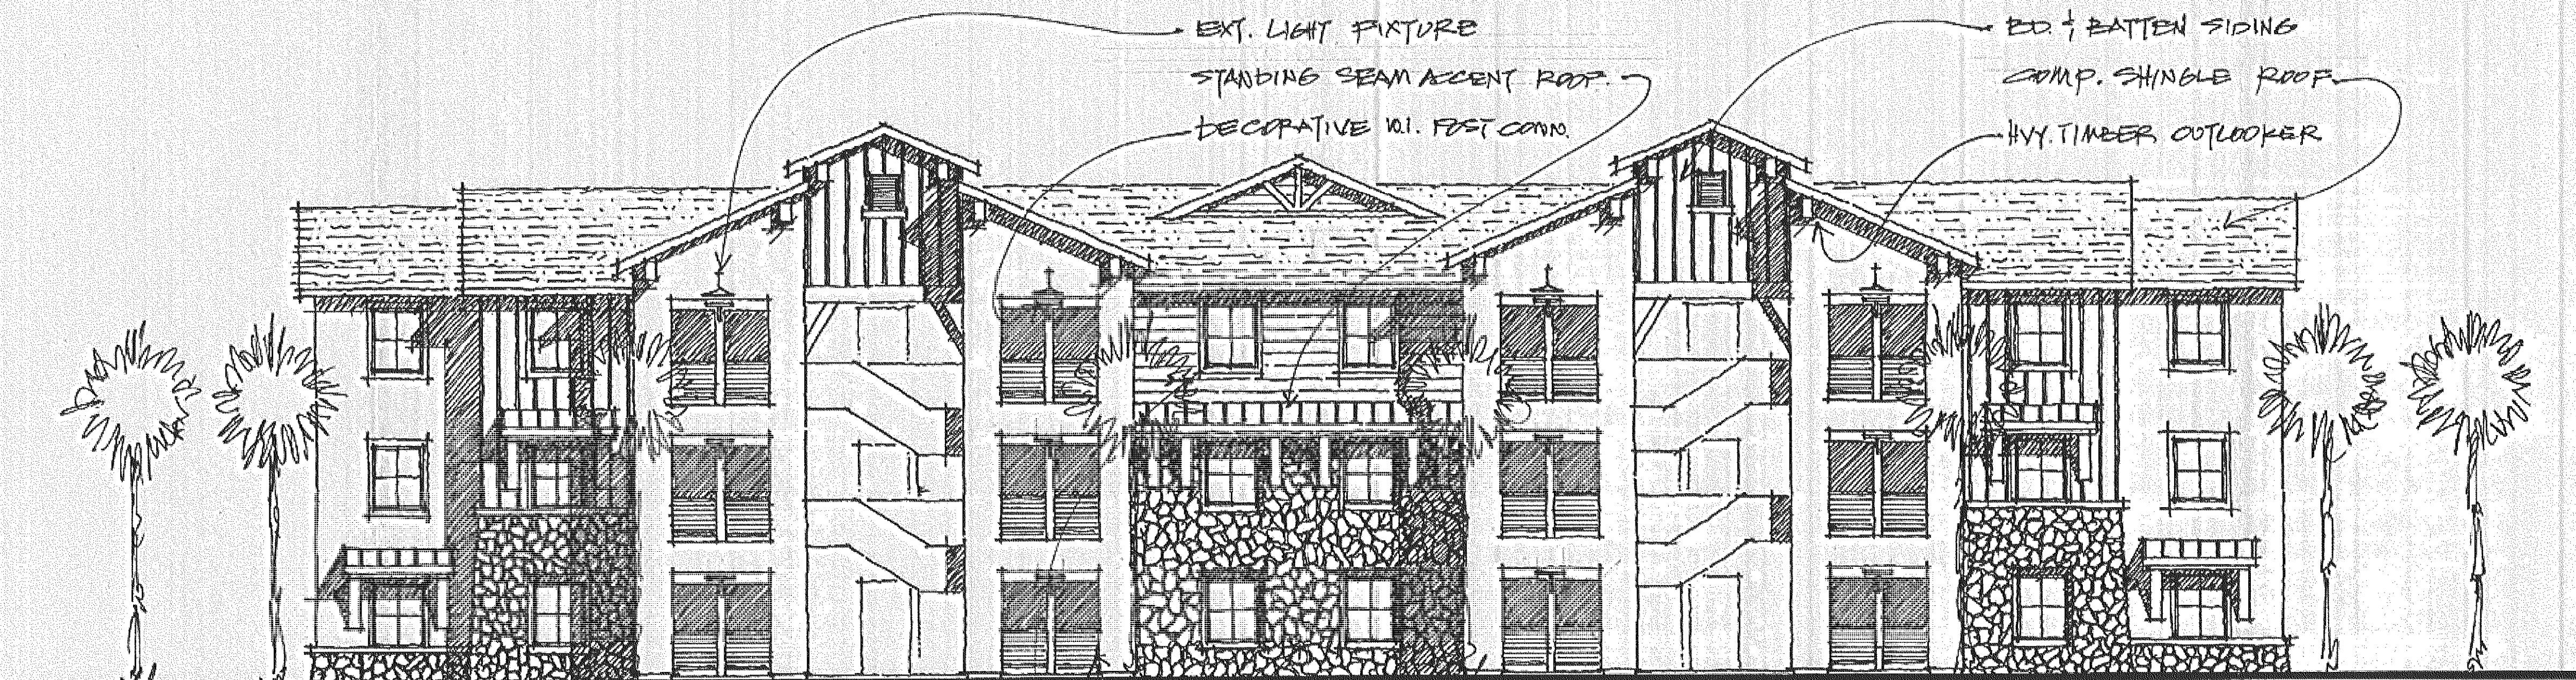 EXT. LIGHT FIXTURE
STANDING SEAM ACCENT ROOF.
DECORATIVE W.I. POST CONN.
BD. & BATTEN SIDING
COMP. SHINGLE ROOF
HVY. TIMBER OUTLOOKER